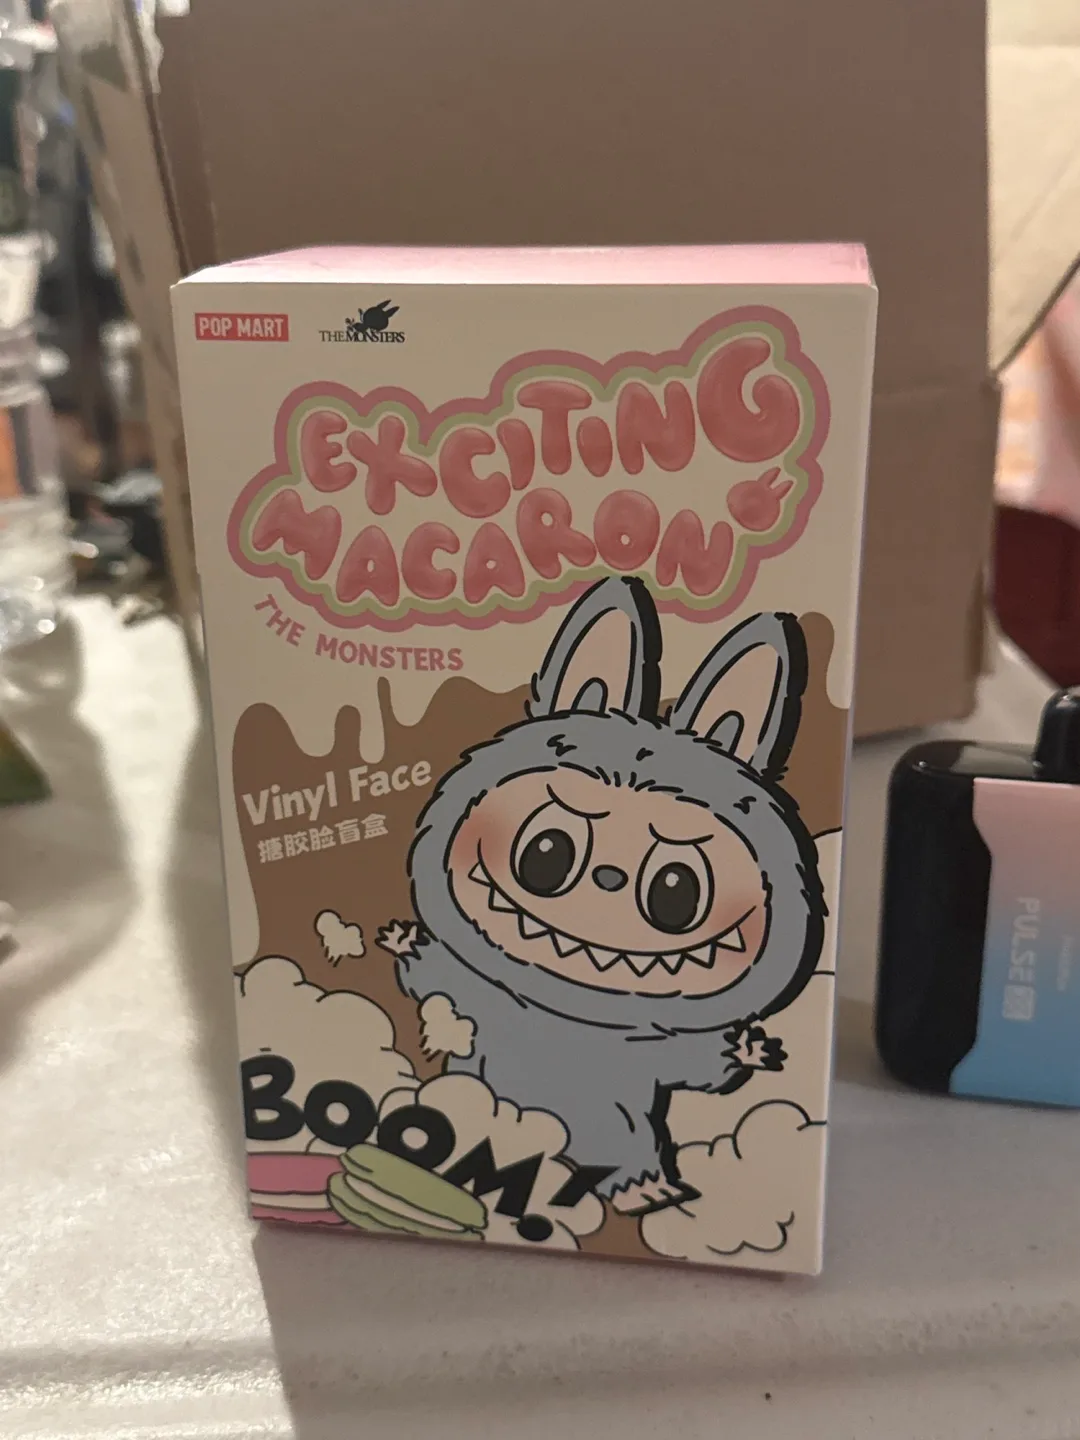 POP MART
THE MONSTERS
EXCITING
MACARON
THE MONSTERS
Vinyl Face
搪胶脸盲盒
BOOM!
PULSE